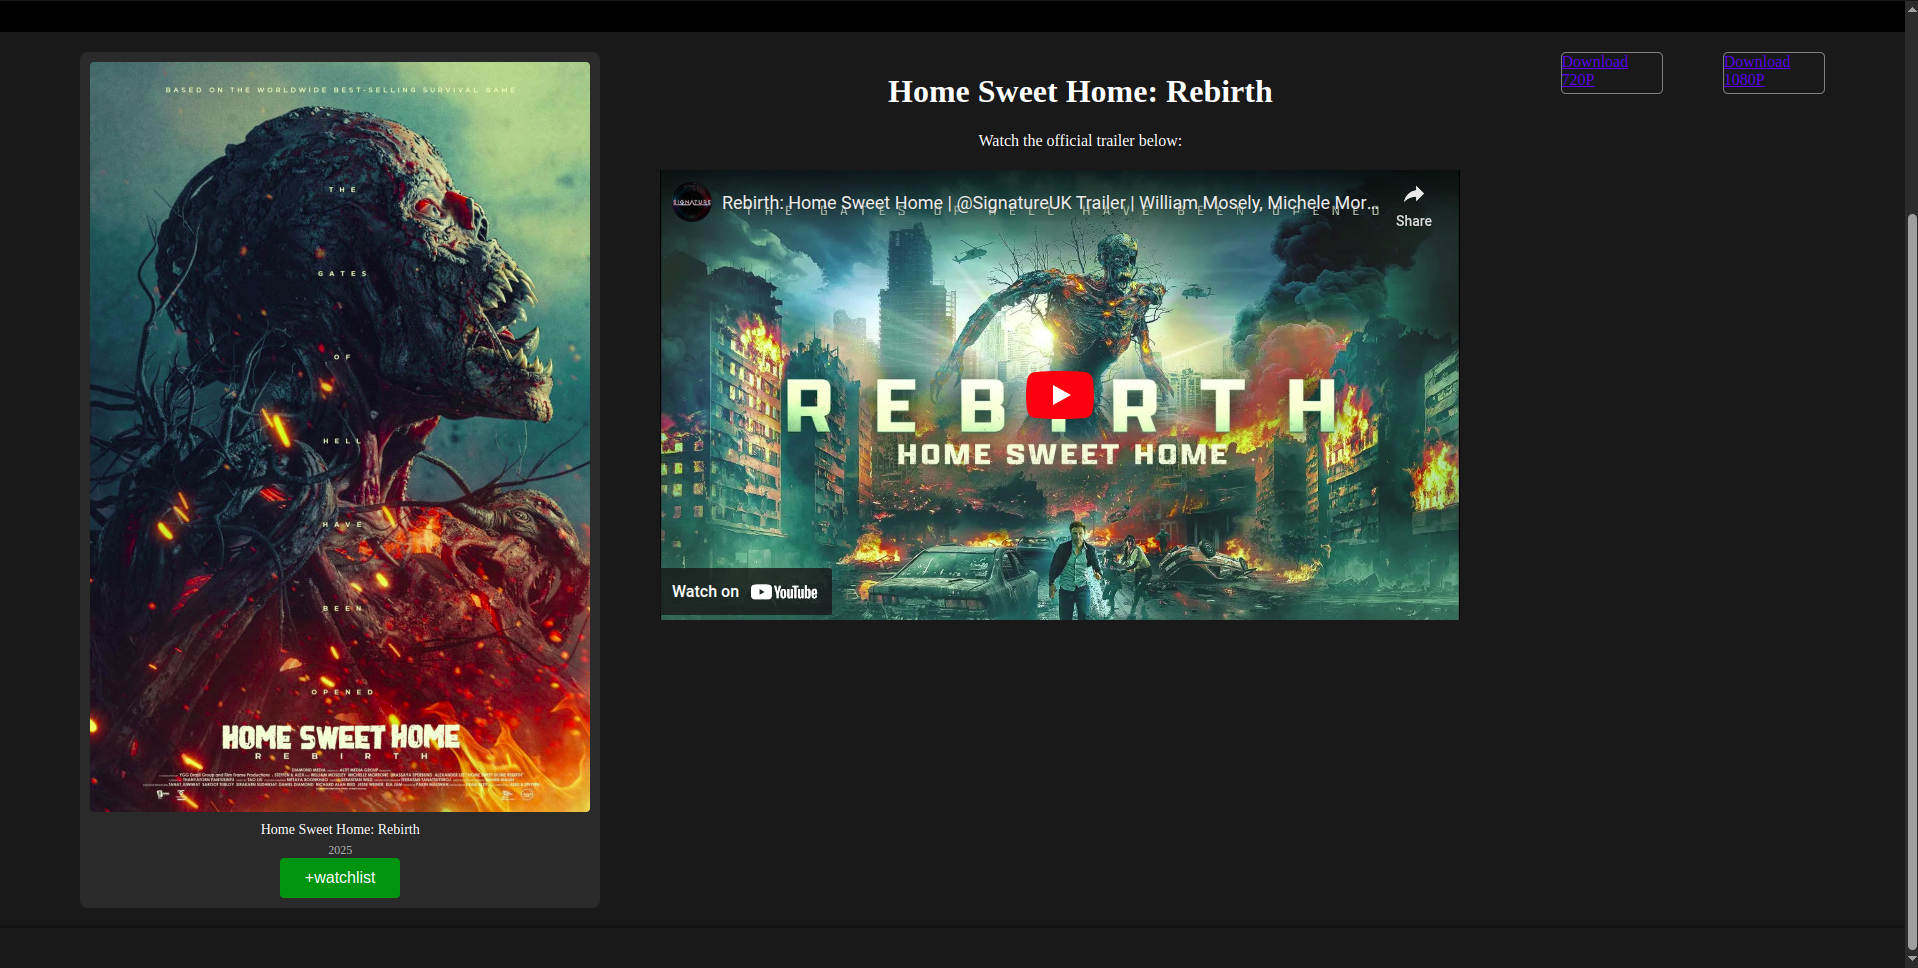 BASED ON THE WORLDWIDE BEST-SELLING SURVIVAL GAME
THE
GATES
OF
HELL
HAVE
BEEN
OPENED
HOME SWEET HOME
REBIRTH
Home Sweet Home: Rebirth
2025
+watchlist
Home Sweet Home: Rebirth
Watch the official trailer below:
SIGNATURE
Rebirth: Home Sweet Home | @SignatureUK Trailer | William Mosely, Michele Mor...
THE GATES OF HELL HAVE BEEN OPENED
Share
REBIRTH
HOME SWEET HOME
Watch on YouTube
Download
720P
Download
1080P